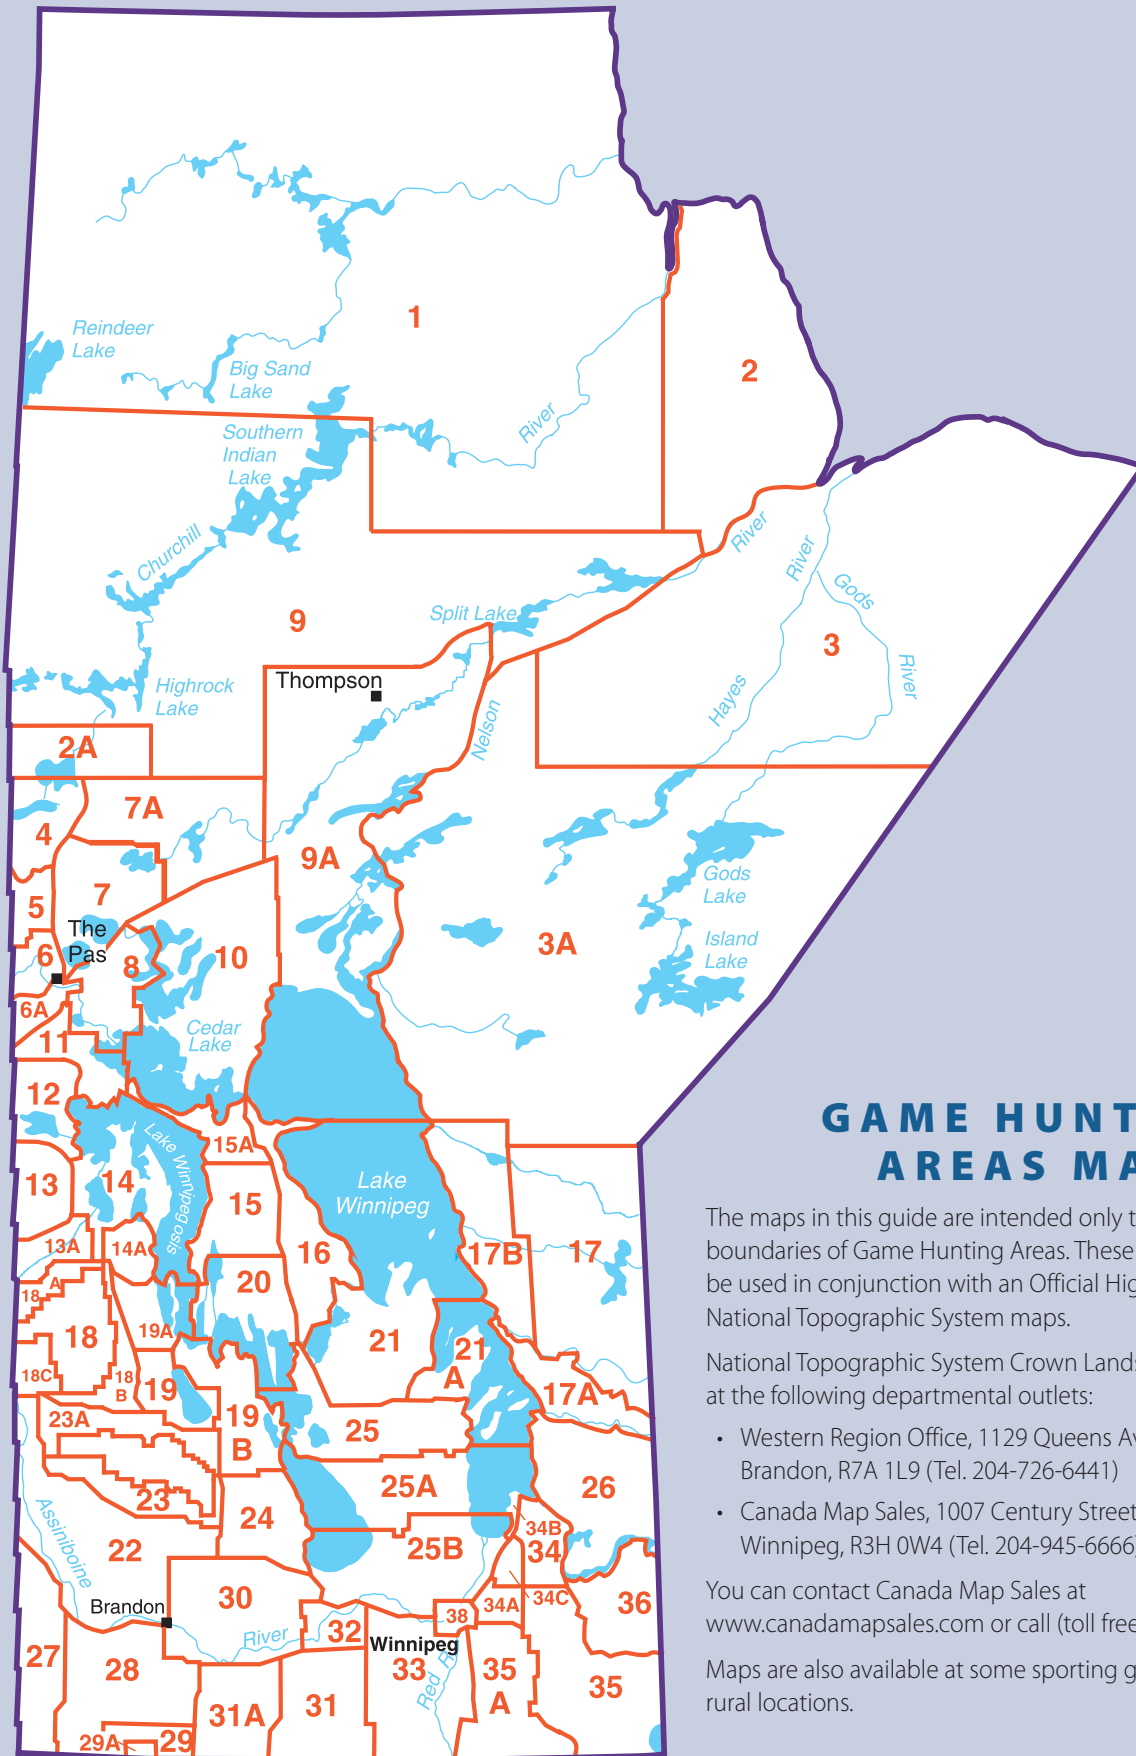 1
Reindeer
Lake
Big Sand
Lake
2
Southern
Indian
Lake
River
Churchill
River
River
Gods
River
9
Split Lake
3
Thompson
Highrock
Lake
Hayes
Nelson
2A
7A
4
9A
7
5
Gods
Lake
The
Pas
6
8
10
3A
Island
Lake
6A
11
Cedar
Lake
12
GAME HUNT
AREAS MA
15A
Lake Winnipegosis
13
14
15
Lake
Winnipeg
13A
14A
16
17B
17
A
18
20
The maps in this guide are intended only t
boundaries of Game Hunting Areas. These
be used in conjunction with an Official Hig
National Topographic System maps.
18
19A
21
21
A
18C
18
B
19
17A
National Topographic System Crown Lands
at the following departmental outlets:
23A
19
B
25
• Western Region Office, 1129 Queens Av
Brandon, R7A 1L9 (Tel. 204-726-6441)
23
25A
26
24
34B
• Canada Map Sales, 1007 Century Street
Winnipeg, R3H 0W4 (Tel. 204-945-6666)
Assiniboine
22
25B
34
30
34A
34C
36
Brandon
38
You can contact Canada Map Sales at
www.canadamapsales.com or call (toll free
River
32
Winnipeg
27
28
33
Red R
35
A
35
Maps are also available at some sporting g
rural locations.
31A
31
29A
29